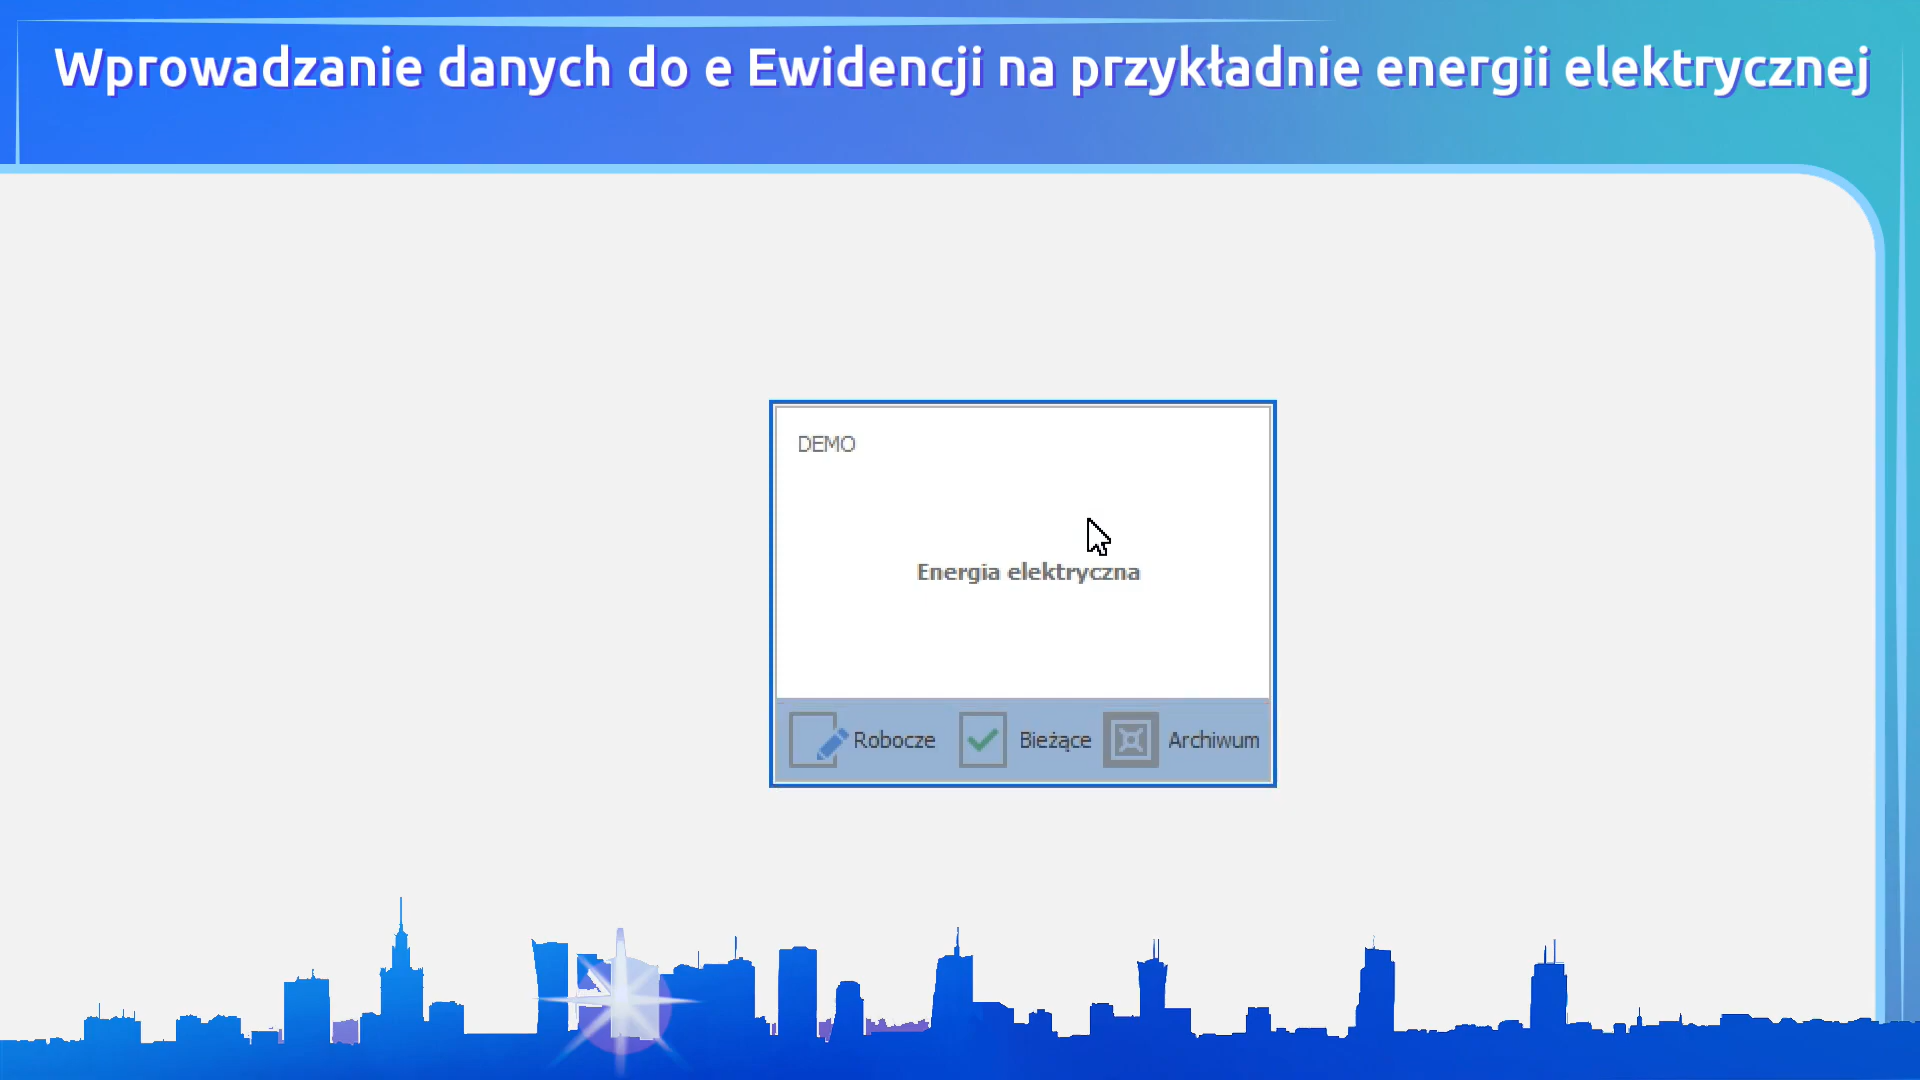 Wprowadzanie danych do e Ewidencji na przykładnie energii elektrycznej
DEMO
Energia elektryczna
Robocze Bieżące Archiwum